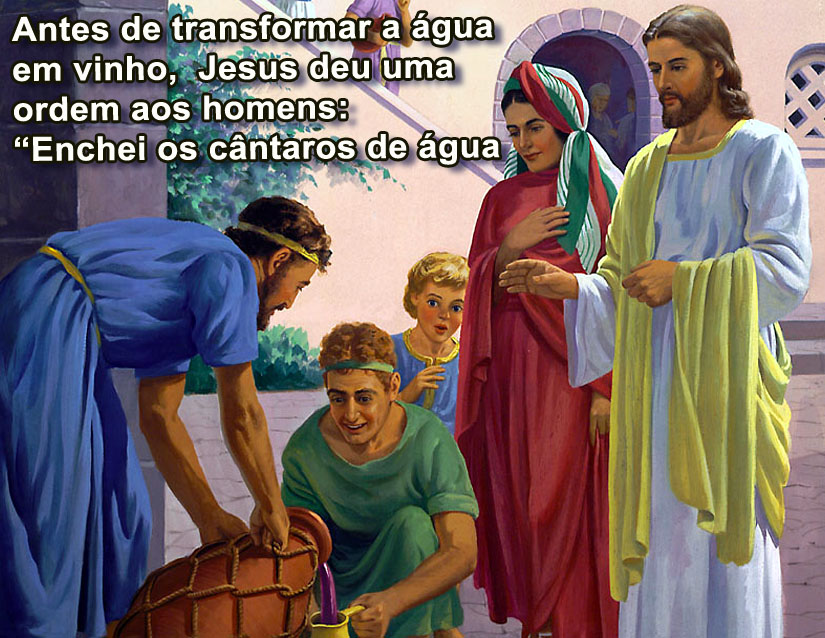 Antes de transformar a água
em vinho,  Jesus deu uma
ordem aos homens:
“Enchei os cântaros de água